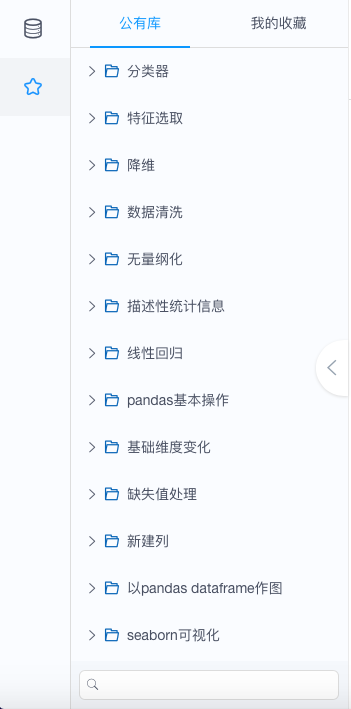 公有库 我的收藏
分类器
特征选取
降维
数据清洗
无量纲化
描述性统计信息
线性回归
pandas基本操作
基础维度变化
缺失值处理
新建列
以pandas dataframe作图
seaborn可视化